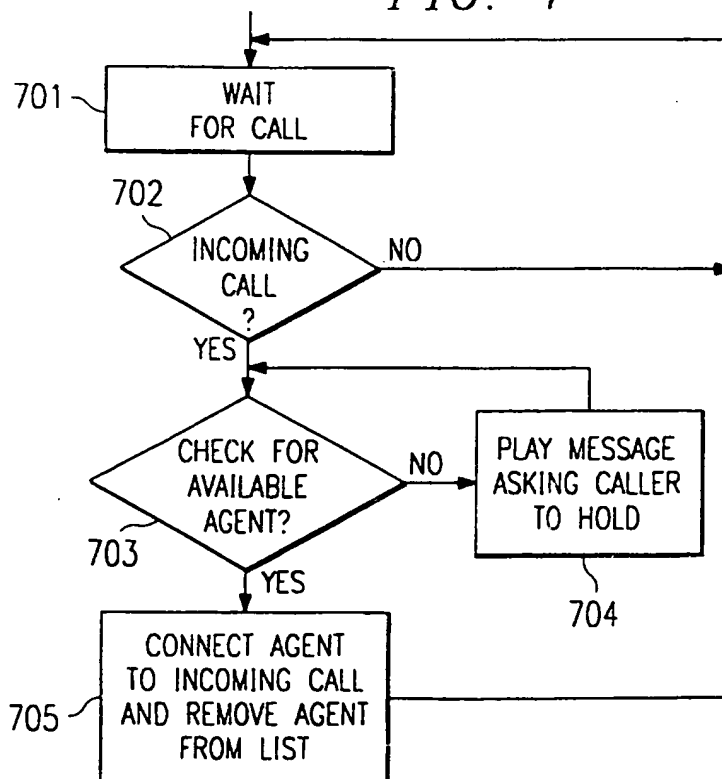 FIG. 7
701
WAIT
FOR CALL
702
INCOMING
CALL
?
NO
YES
CHECK FOR
AVAILABLE
AGENT?
NO
703
YES
PLAY MESSAGE
ASKING CALLER
TO HOLD
704
CONNECT AGENT
TO INCOMING CALL
AND REMOVE AGENT
FROM LIST
705